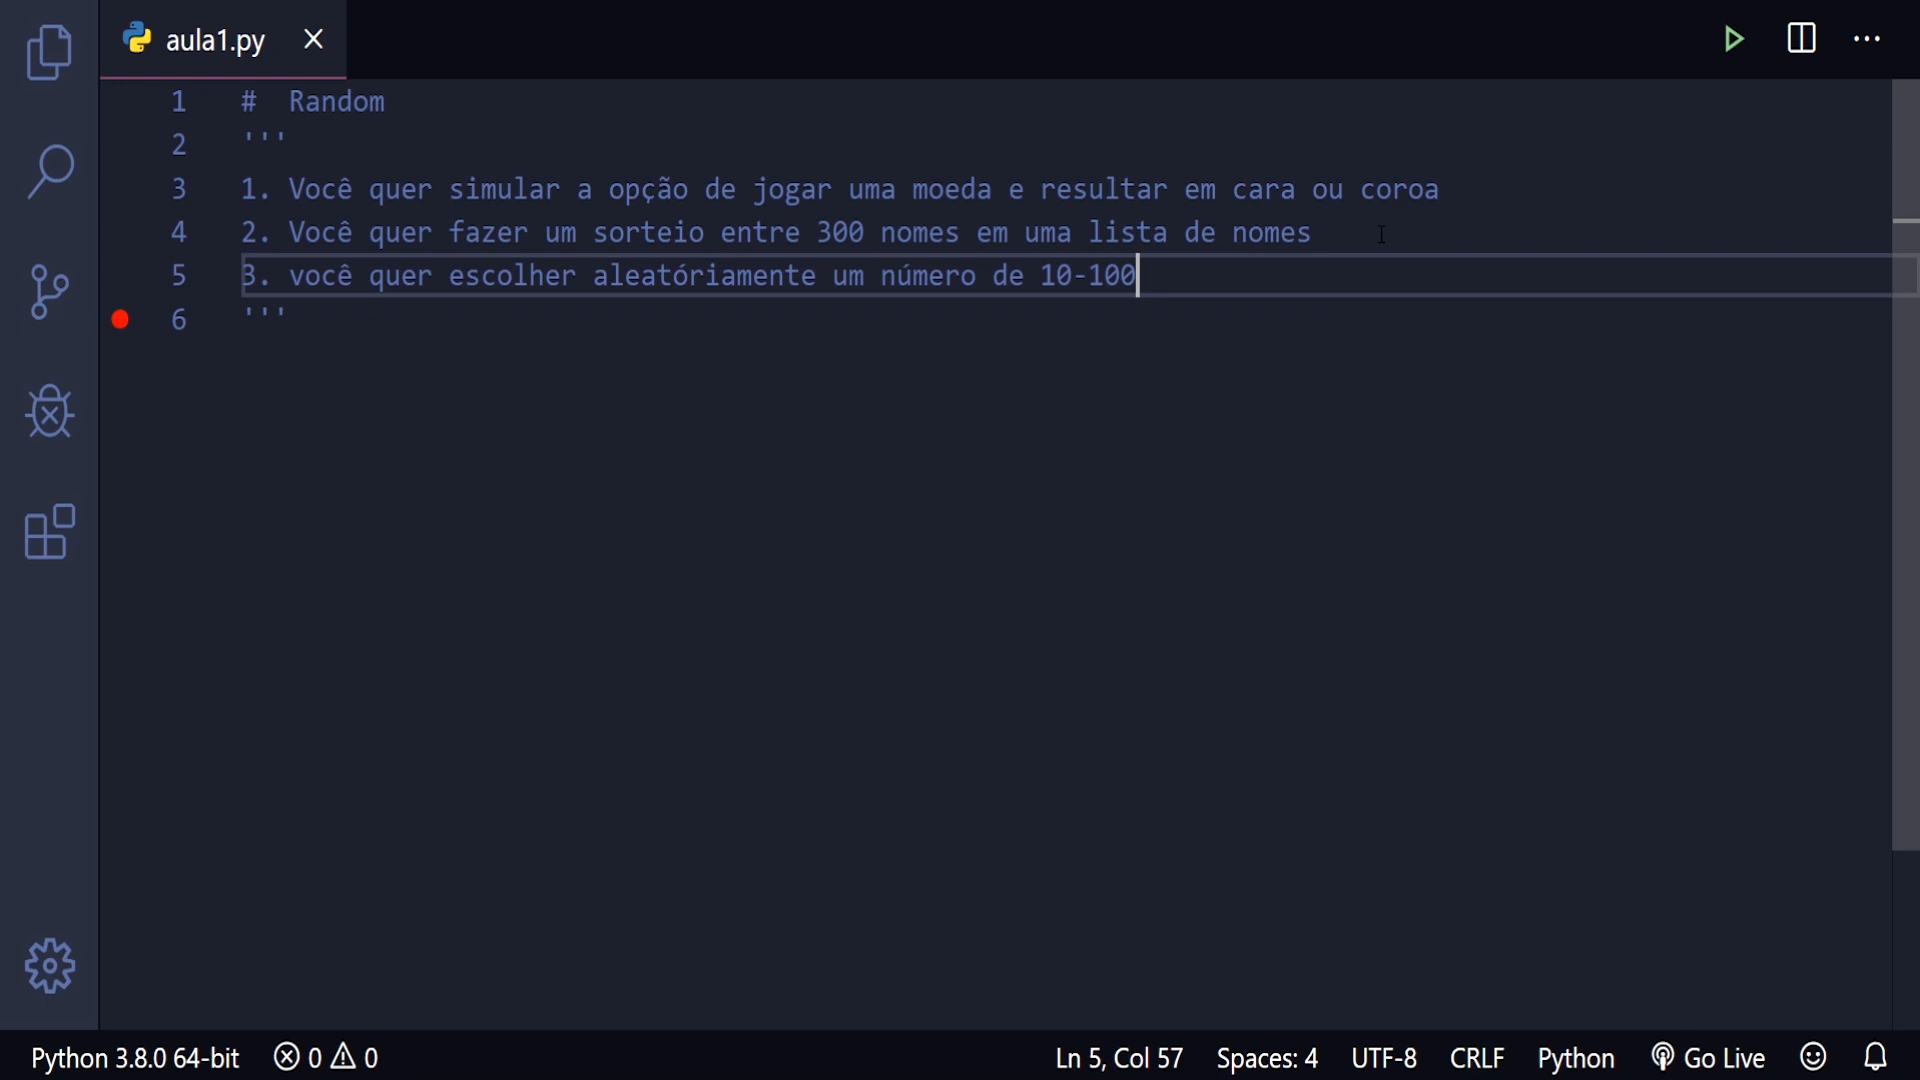 aula1.py
1 # Random
2 '''
3 1. Você quer simular a opção de jogar uma moeda e resultar em cara ou coroa
4 2. Você quer fazer um sorteio entre 300 nomes em uma lista de nomes
5 3. você quer escolher aleatóriamente um número de 10-100
6 '''
Python 3.8.0 64-bit 0 0 Ln 5, Col 57 Spaces: 4 UTF-8 CRLF Python Go Live